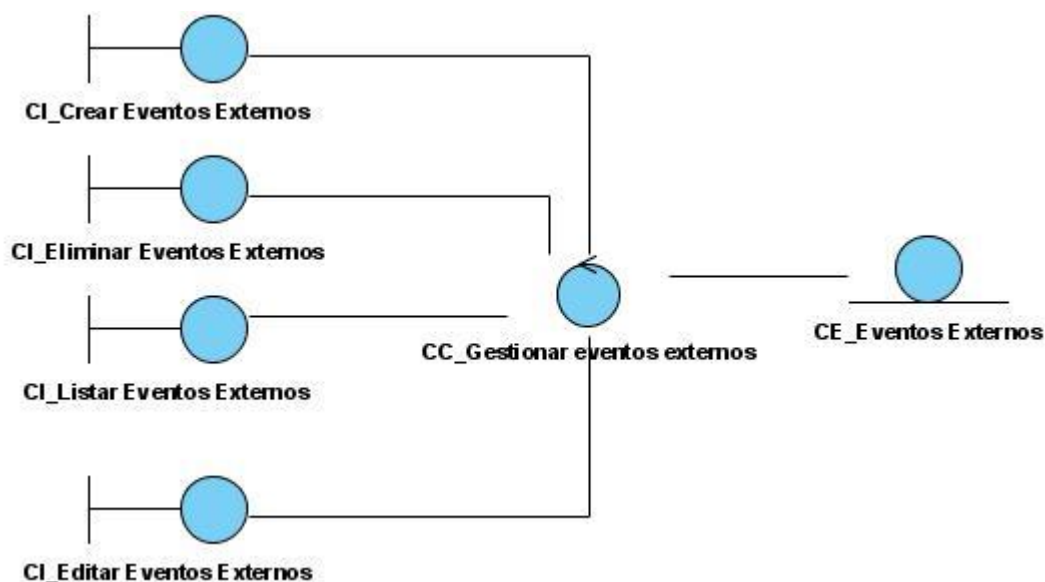 CI_Crear Eventos Externos
CI_Eliminar Eventos Externos
CI_Listar Eventos Externos
CC_Gestionar eventos externos
CE_Eventos Externos
CI_Editar Eventos Externos